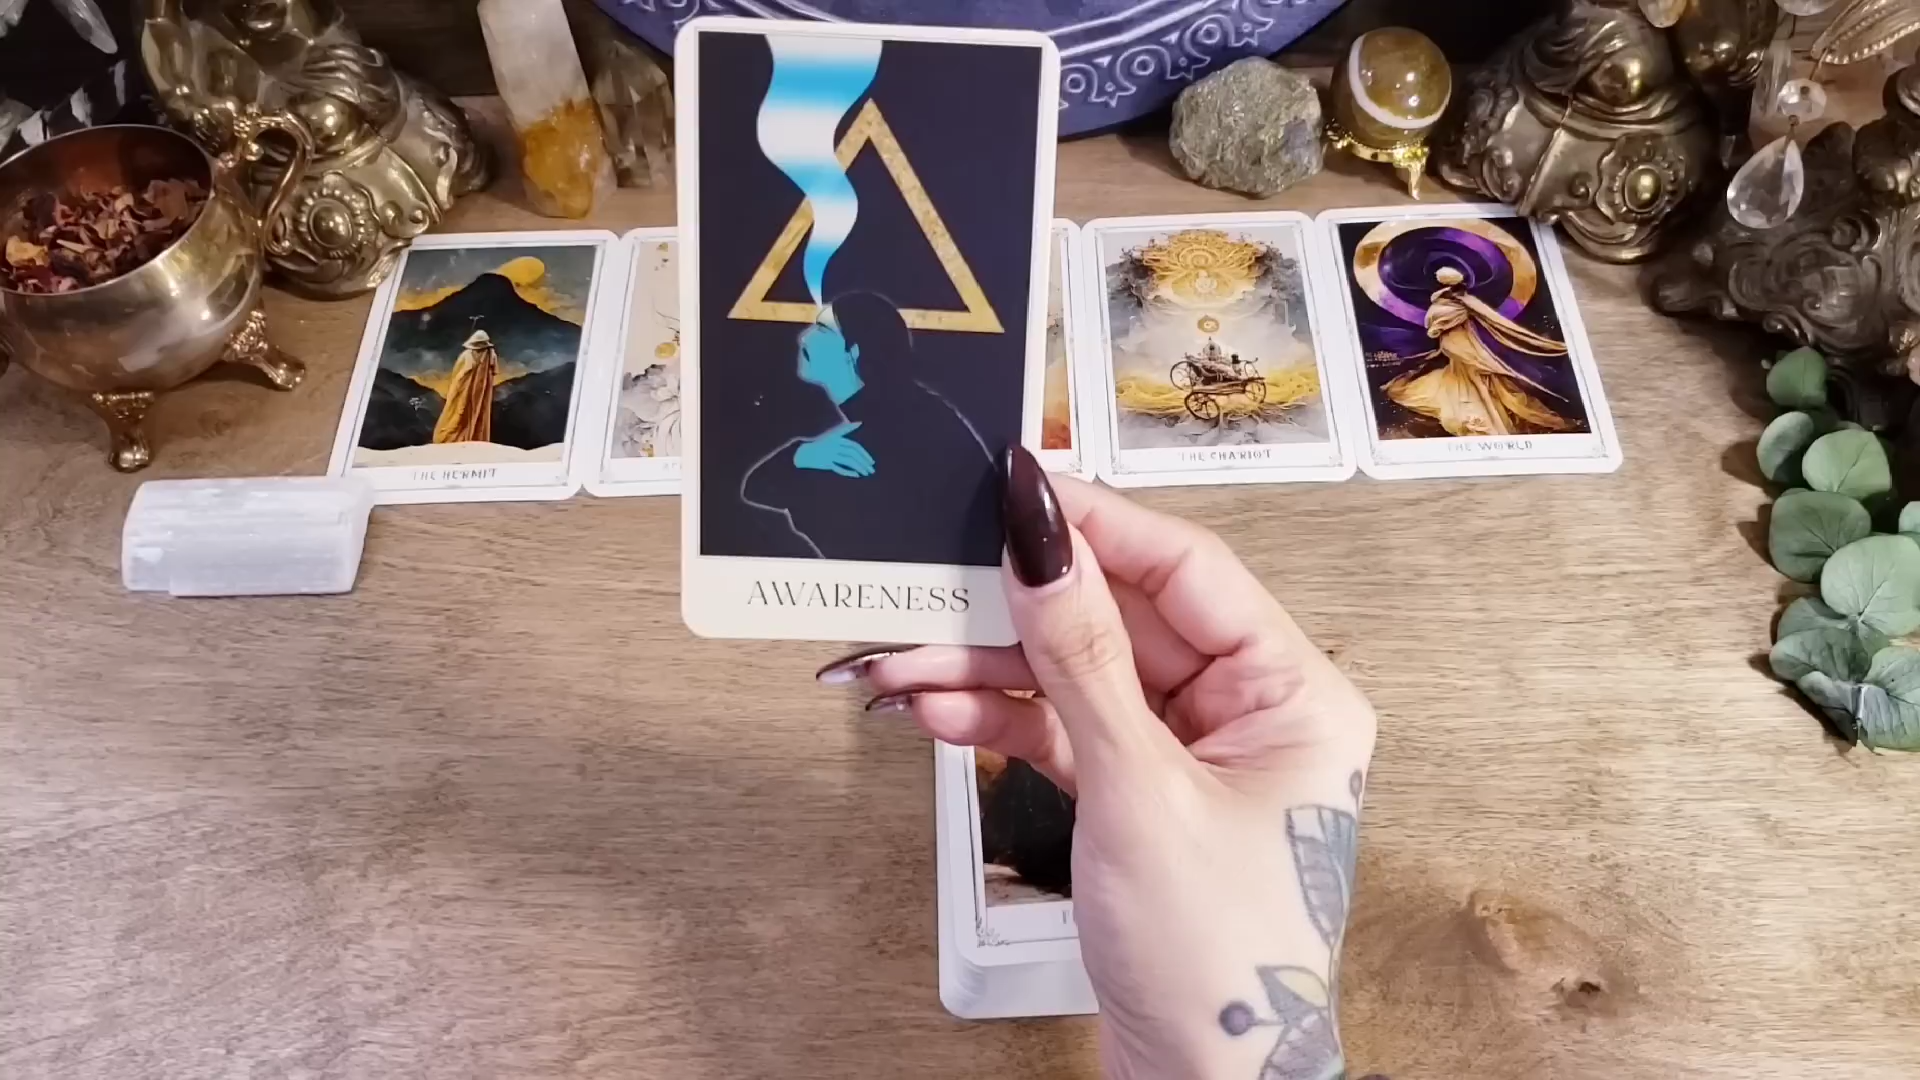 AWARENESS
THE HERMIT
THE CHARIOT
THE WORLD